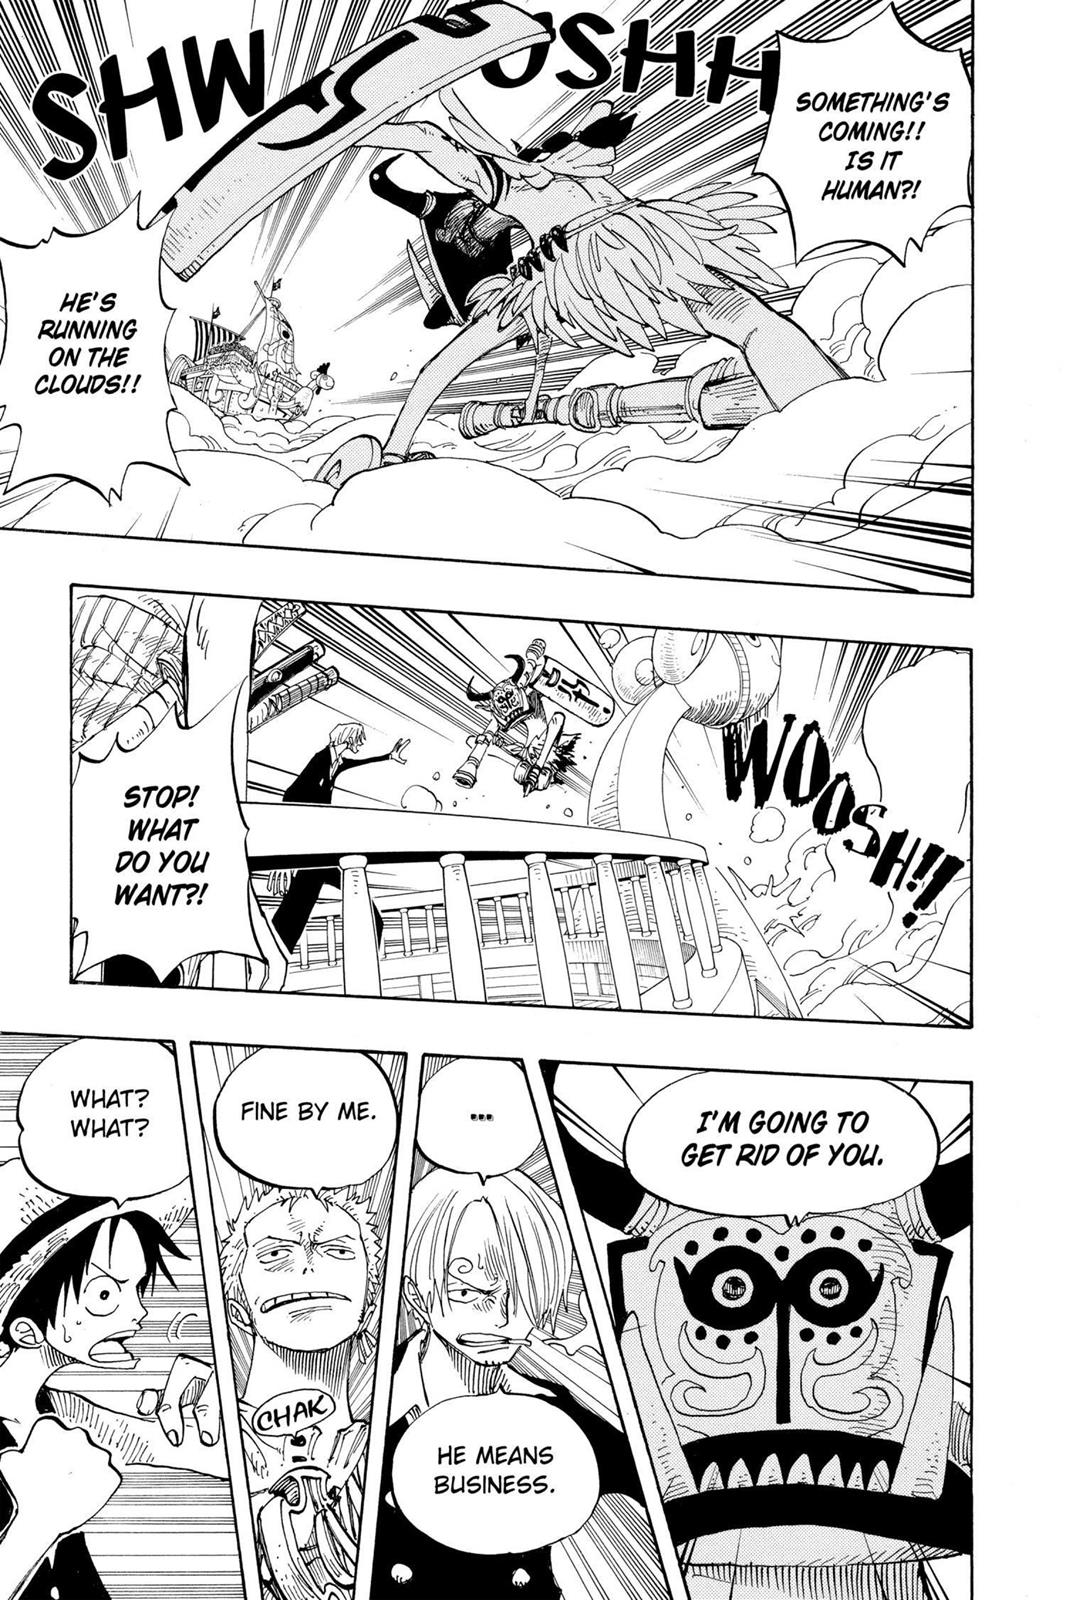 SHWOOSHH
SOMETHING'S
COMING!!
IS IT
HUMAN?!
HE'S
RUNNING
ON THE
CLOUDS!!
WOOSH!!
STOP!
WHAT
DO YOU
WANT?!
I'M GOING TO
GET RID OF YOU.
...
HE MEANS
BUSINESS.
FINE BY ME.
CHAK
WHAT?
WHAT?